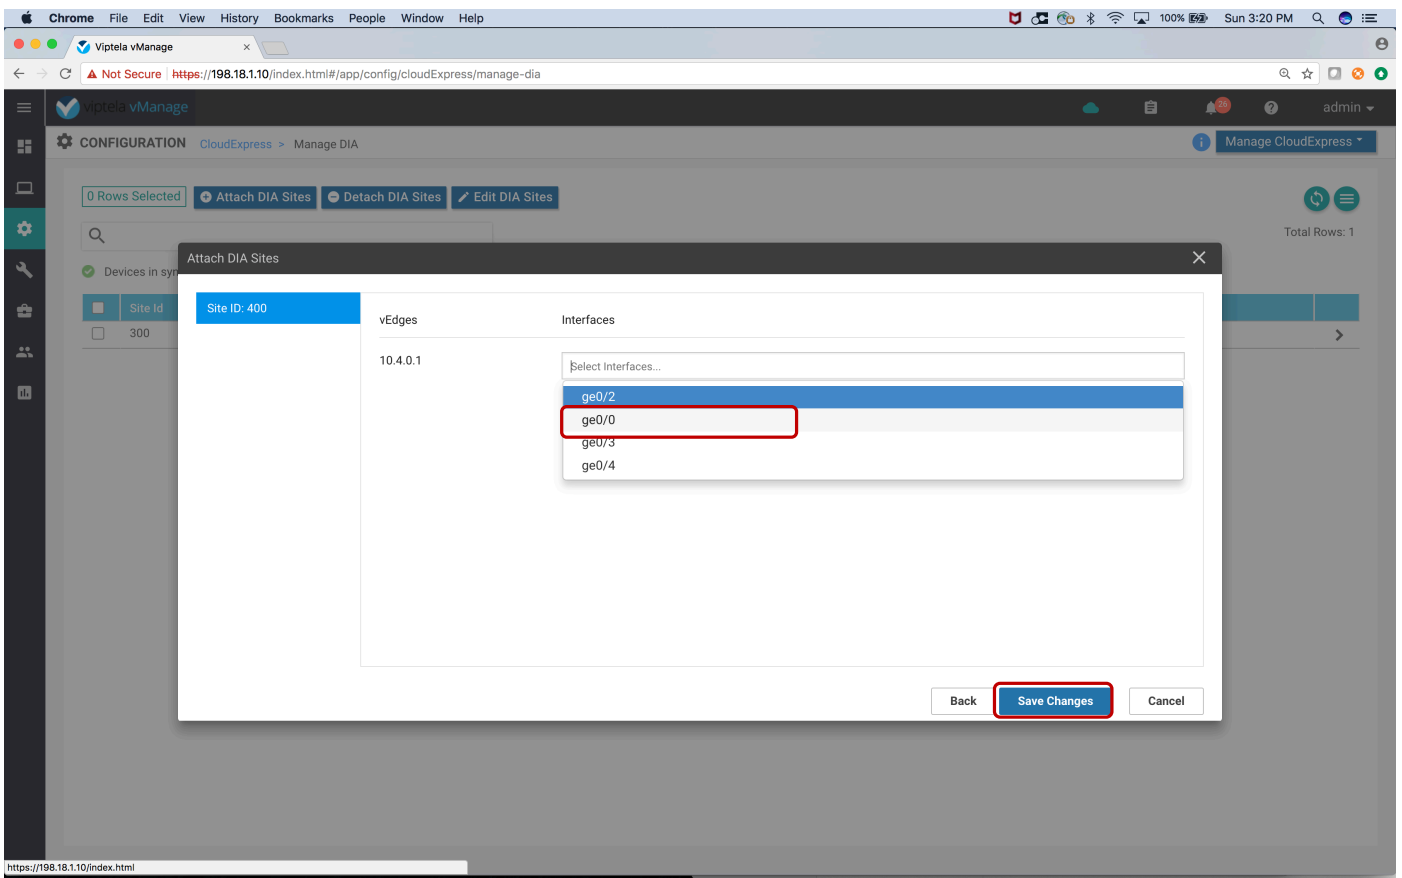 Chrome File Edit View History Bookmarks People Window Help 100% Sun 3:20 PM
Viptela vManage
Not Secure https://198.18.1.10/index.html#/app/config/cloudExpress/manage-dia
viptela vManage 26 admin
CONFIGURATION CloudExpress > Manage DIA Manage CloudExpress
0 Rows Selected Attach DIA Sites Detach DIA Sites Edit DIA Sites
Total Rows: 1
Attach DIA Sites
Devices in syn
Site Id
300
Site ID: 400
vEdges Interfaces
10.4.0.1
Select Interfaces...
ge0/2
ge0/0
ge0/3
ge0/4
Back Save Changes Cancel
https://198.18.1.10/index.html